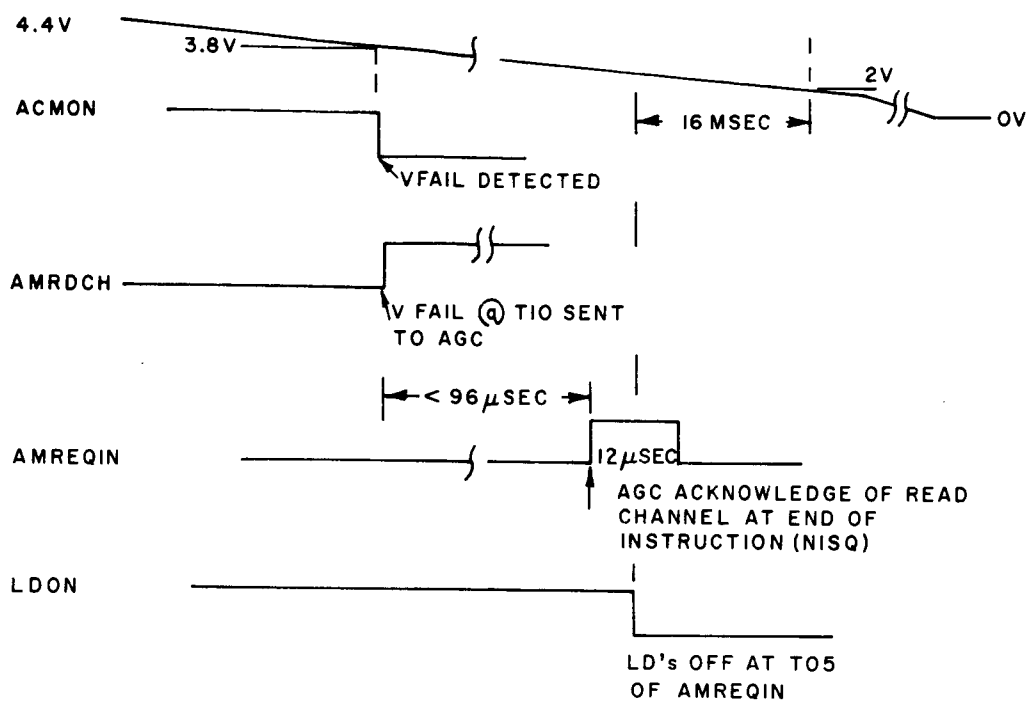 4.4V
3.8V
2V
0V
16 MSEC
ACMON
VFAIL DETECTED
AMRDCH
V FAIL @ T10 SENT
TO AGC
< 96 μSEC
AMREQIN
12 μSEC
AGC ACKNOWLEDGE OF READ
CHANNEL AT END OF
INSTRUCTION (NISQ)
LDON
LD's OFF AT T05
OF AMREQIN